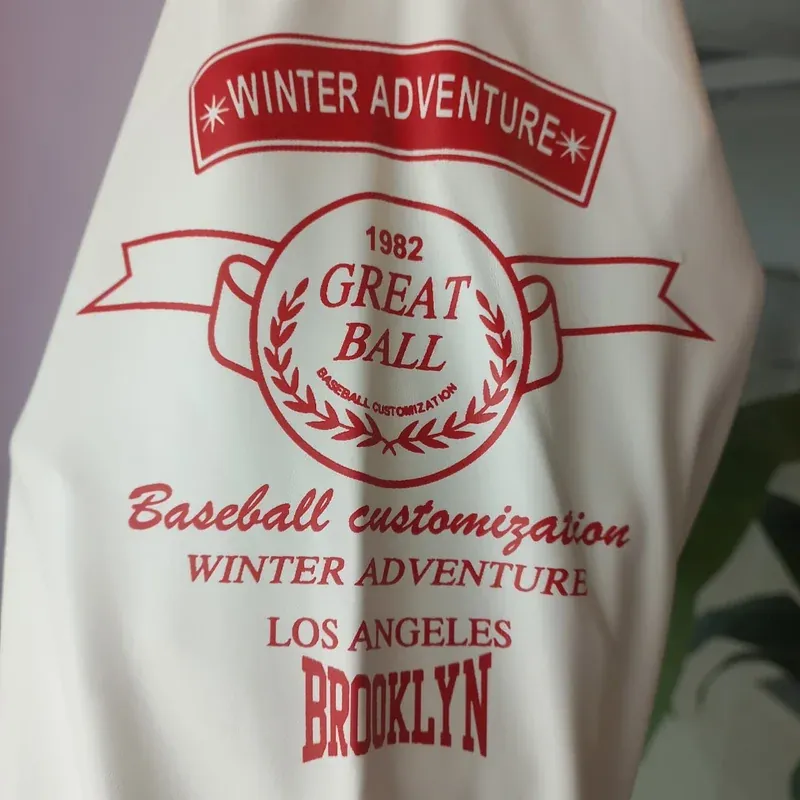 WINTER ADVENTURE
1982
GREAT
BALL
BASEBALL CUSTOMIZATION
Baseball customization
WINTER ADVENTURE
LOS ANGELES
BROOKLYN